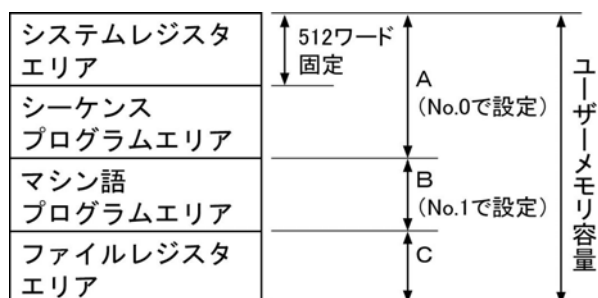 システムレジスタ
エリア
512ワード
固定
シーケンス
プログラムエリア
A
(No.0で設定)
マシン語
プログラムエリア
B
(No.1で設定)
ファイルレジスタ
エリア
C
ユーザーメモリ容量